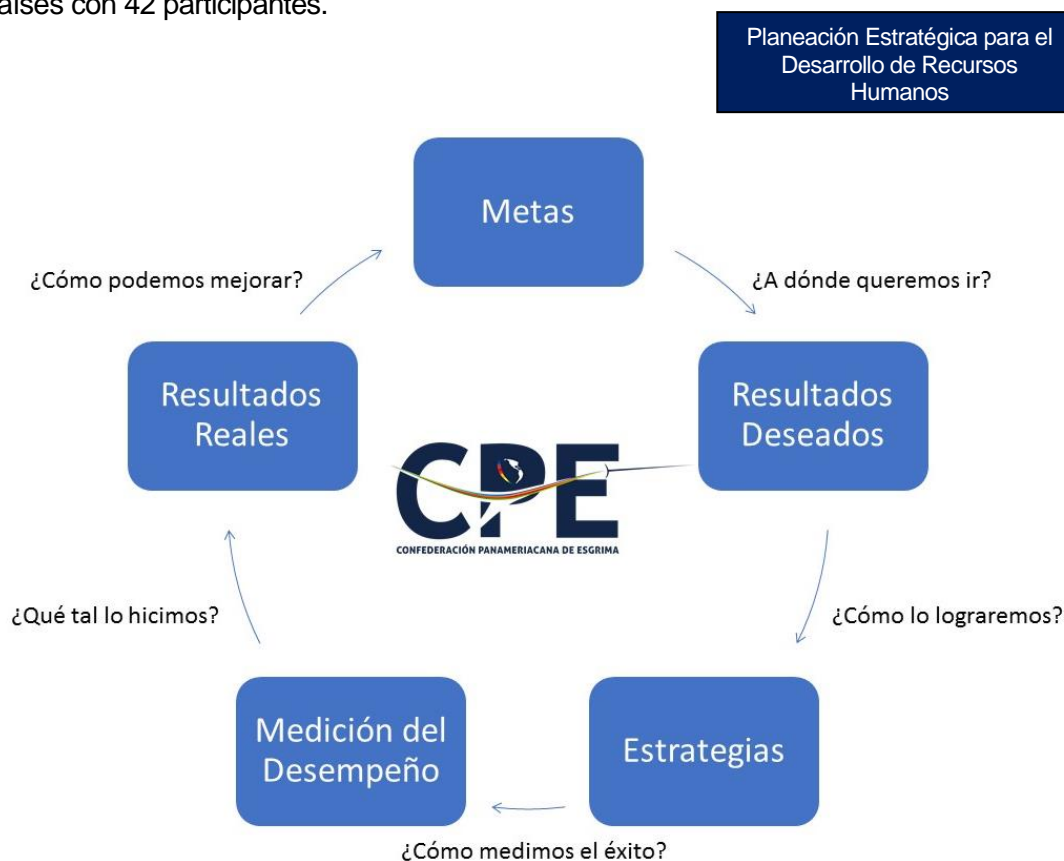 países con 42 participantes.
Planeación Estratégica para el
Desarrollo de Recursos
Humanos
Metas
¿Cómo podemos mejorar?
¿A dónde queremos ir?
Resultados
Reales
Resultados
Deseados
CPE
CONFEDERACIÓN PANAMERIACANA DE ESGRIMA
¿Qué tal lo hicimos?
¿Cómo lo lograremos?
Medición del
Desempeño
Estrategias
¿Cómo medimos el éxito?